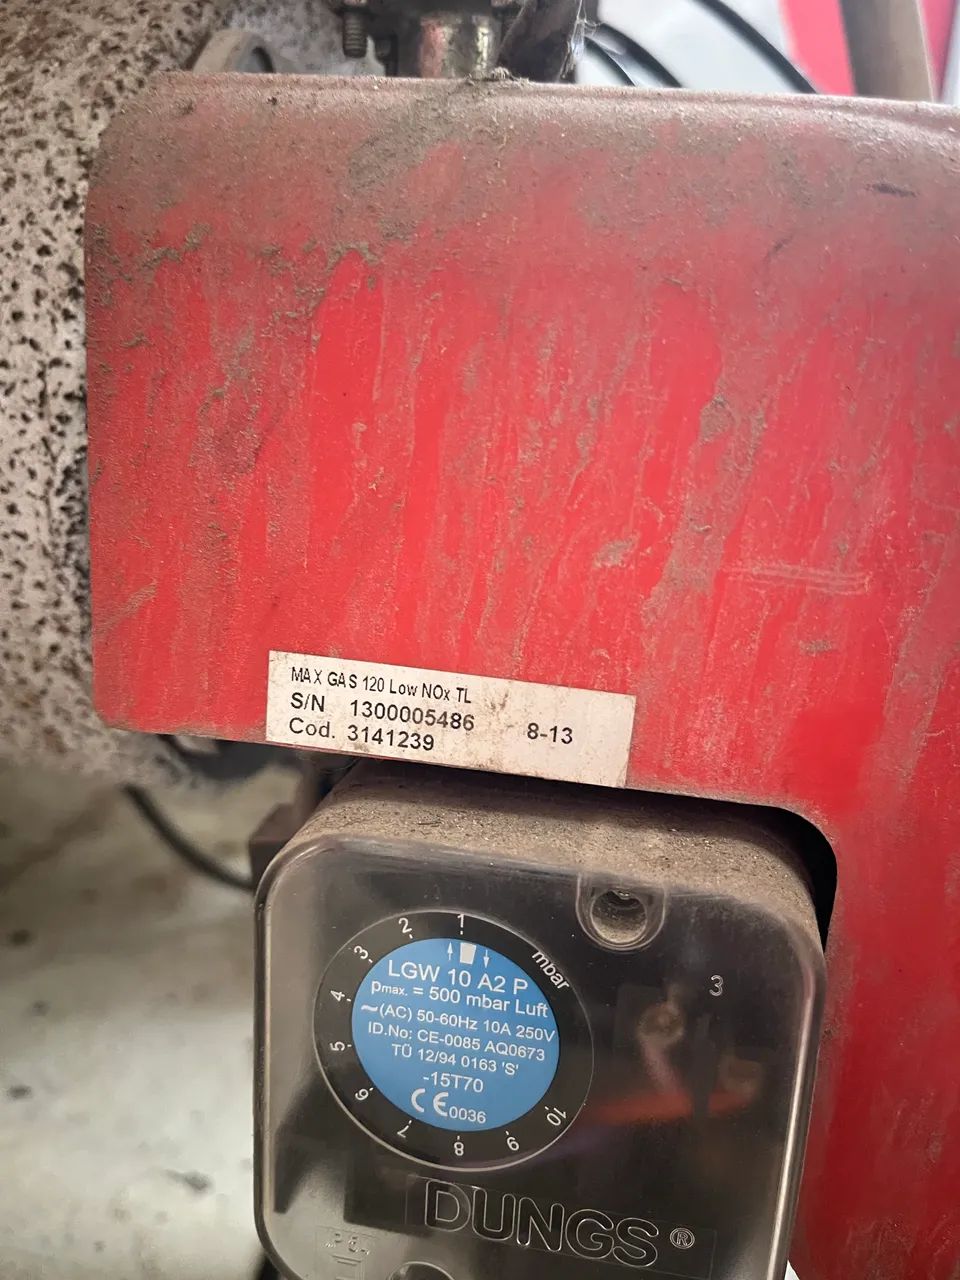 MAX GAS 120 Low NOx TL
S/N 1300005486 8-13
Cod. 3141239
1 2 3 4 5 6 7 8 9 10
mbar
LGW 10 A2 P
Pmax. = 500 mbar Luft
~(AC) 50-60Hz 10A 250V
ID.No: CE-0085 AQ0673
TÜ 12/94 0163 'S'
-15T70
CE0036
3
DUNGS®